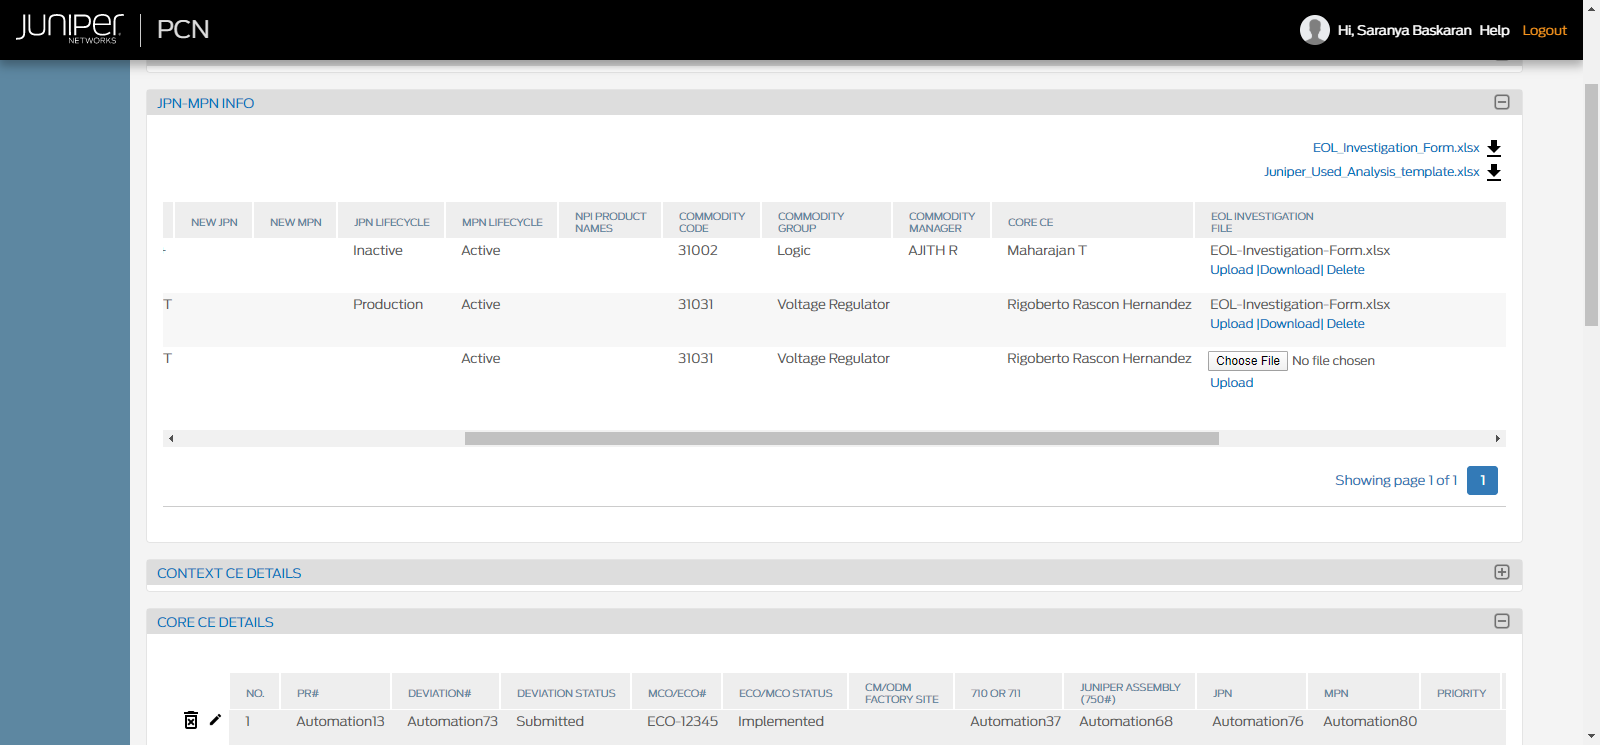 JUNIPER NETWORKS | PCN
Hi, Saranya Baskaran Help Logout
JPN-MPN INFO
EOL_Investigation_Form.xlsx
Juniper_Used_Analysis_template.xlsx
NEW JPN NEW MPN JPN LIFECYCLE MPN LIFECYCLE NPI PRODUCT NAMES COMMODITY CODE COMMODITY GROUP COMMODITY MANAGER CORE CE EOL INVESTIGATION FILE
- Inactive Active 31002 Logic AJITH R Maharajan T EOL-Investigation-Form.xlsx
Upload |Download| Delete
T Production Active 31031 Voltage Regulator Rigoberto Rascon Hernandez EOL-Investigation-Form.xlsx
Upload |Download| Delete
T Active 31031 Voltage Regulator Rigoberto Rascon Hernandez Choose File No file chosen
Upload
Showing page 1 of 1 1
CONTEXT CE DETAILS
CORE CE DETAILS
NO. PR# DEVIATION# DEVIATION STATUS MCO/ECO# ECO/MCO STATUS CM/ODM FACTORY SITE 710 OR 711 JUNIPER ASSEMBLY (750#) JPN MPN PRIORITY
1 Automation13 Automation73 Submitted ECO-12345 Implemented Automation37 Automation68 Automation76 Automation80